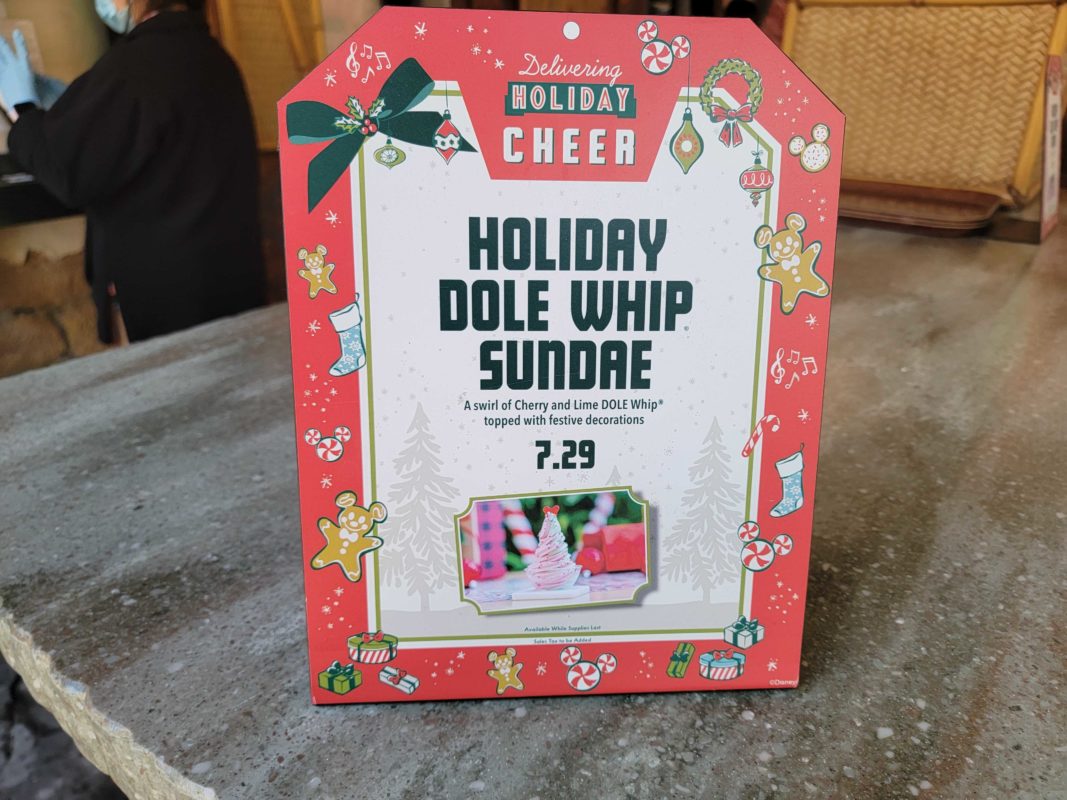 Delivering
HOLIDAY
CHEER
HOLIDAY
DOLE WHIP®
SUNDAE
A swirl of Cherry and Lime DOLE Whip®
topped with festive decorations
7.29
Available While Supplies Last
Sales Tax to be Added
©Disney